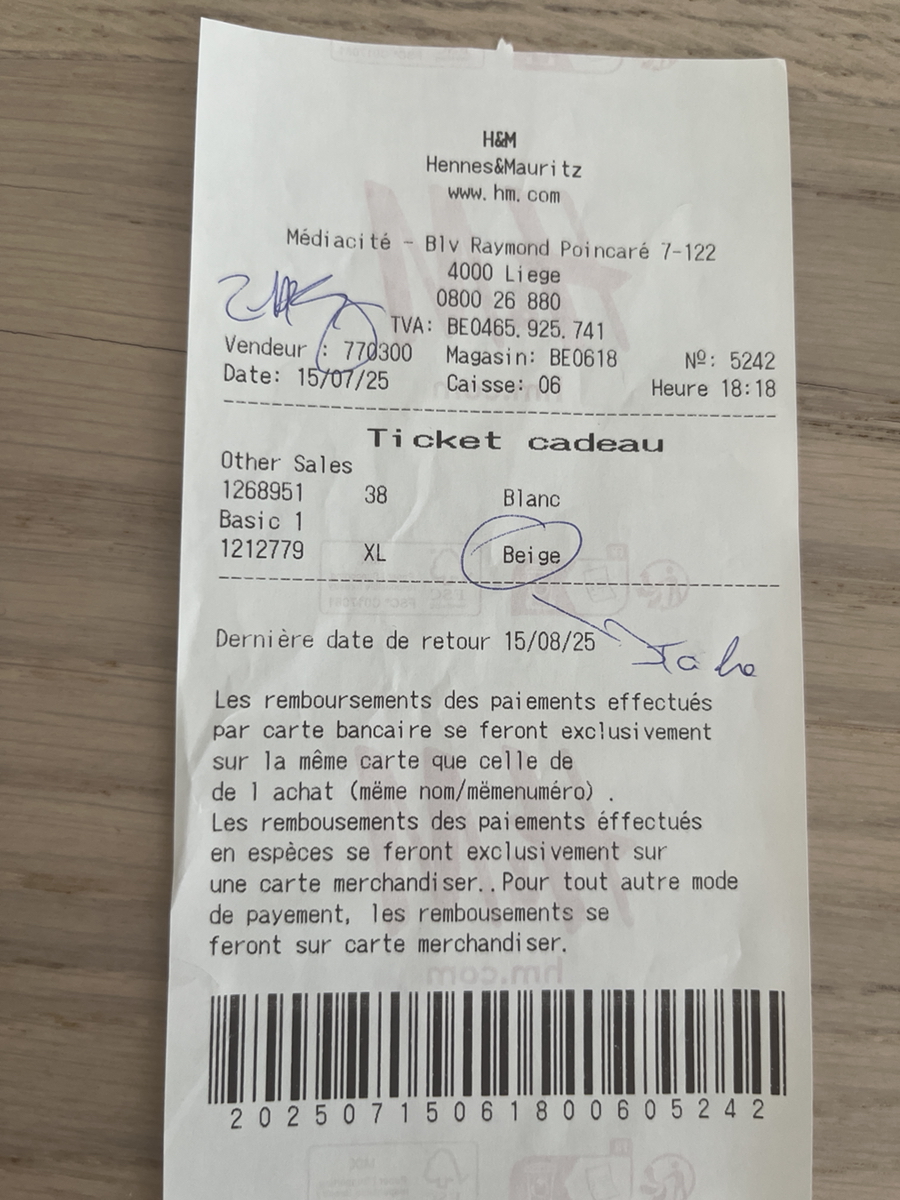 H&M
Hennes&Mauritz
www.hm.com
Médiacité - Blv Raymond Poincaré 7-122
4000 Liege
0800 26 880
TVA: BE0465.925.741
Vendeur : 770300 Magasin: BE0618 Nº: 5242
Date: 15/07/25 Caisse: 06 Heure 18:18
Ticket cadeau
Other Sales
1268951 38 Blanc
Basic 1
1212779 XL Beige
Dernière date de retour 15/08/25
Les remboursements des paiements effectués
par carte bancaire se feront exclusivement
sur la même carte que celle de
de l achat (mëme nom/mëmenuméro) .
Les rembousements des paiements éffectués
en espèces se feront exclusivement sur
une carte merchandiser..Pour tout autre mode
de payement, les rembousements se
feront sur carte merchandiser.
hm.com
20250715061800605242